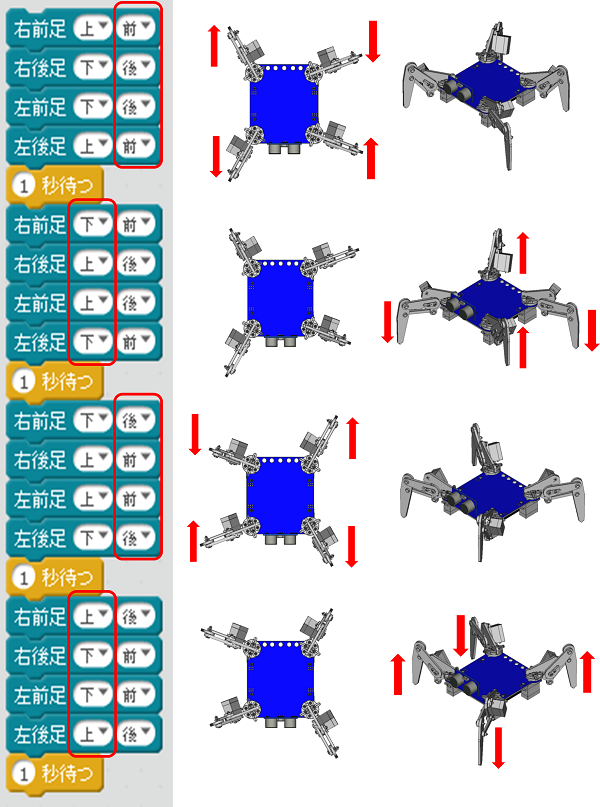 右前足 上 前
右後足 下 後
左前足 下 後
左後足 上 前
1 秒待つ
右前足 下 前
右後足 上 後
左前足 上 後
左後足 下 前
1 秒待つ
右前足 下 後
右後足 上 前
左前足 上 前
左後足 下 後
1 秒待つ
右前足 上 後
右後足 下 前
左前足 下 前
左後足 上 後
1 秒待つ